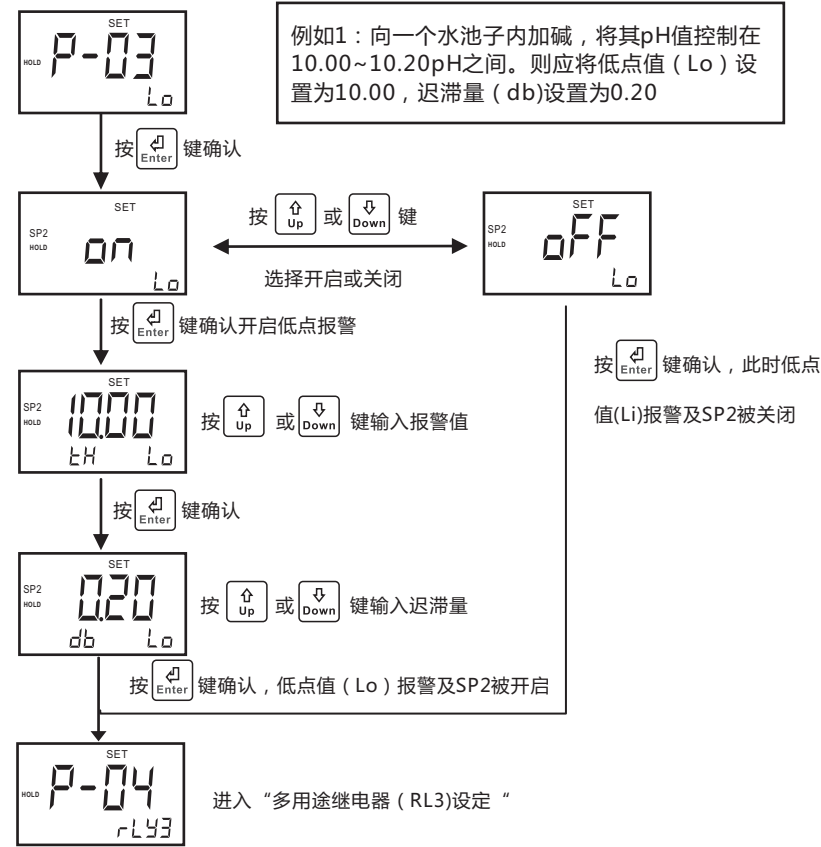 SET
HOLD
P-03
Lo
例如1：向一个水池子内加碱，将其pH值控制在
10.00~10.20pH之间。则应将低点值（Lo）设
置为10.00，迟滞量（db)设置为0.20
按 Enter 键确认
SET
SP2
HOLD
on
Lo
按 Up 或 Down 键
选择开启或关闭
SET
SP2
HOLD
oFF
Lo
按 Enter 键确认开启低点报警
按 Enter 键确认，此时低点
值(Li)报警及SP2被关闭
SET
SP2
HOLD
10.00
tH Lo
按 Up 或 Down 键输入报警值
按 Enter 键确认
SET
SP2
HOLD
0.20
db Lo
按 Up 或 Down 键输入迟滞量
按 Enter 键确认，低点值（Lo）报警及SP2被开启
SET
HOLD
P-04
rLY3
进入“多用途继电器（RL3)设定“